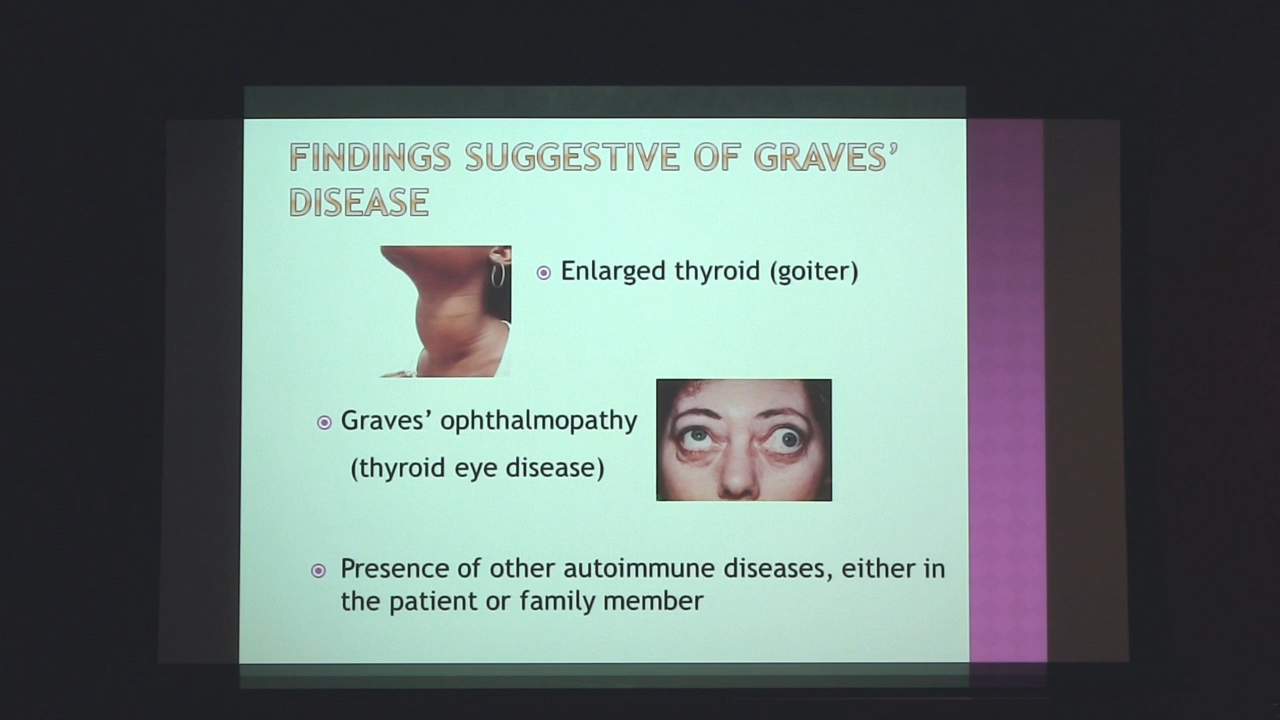 FINDINGS SUGGESTIVE OF GRAVES’
DISEASE
Enlarged thyroid (goiter)
Graves’ ophthalmopathy
(thyroid eye disease)
Presence of other autoimmune diseases, either in
the patient or family member